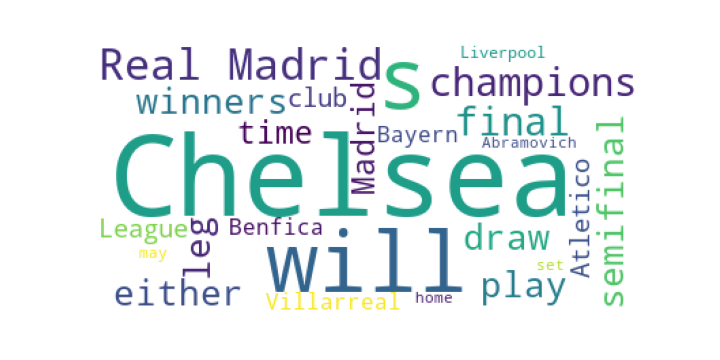 Liverpool
Real Madrid
s
champions
winners
club
Madrid
final
time
Bayern
Abramovich
Chelsea
semifinal
Atletico
League
leg
Benfica
will
draw
may
set
either
Villarreal
home
play